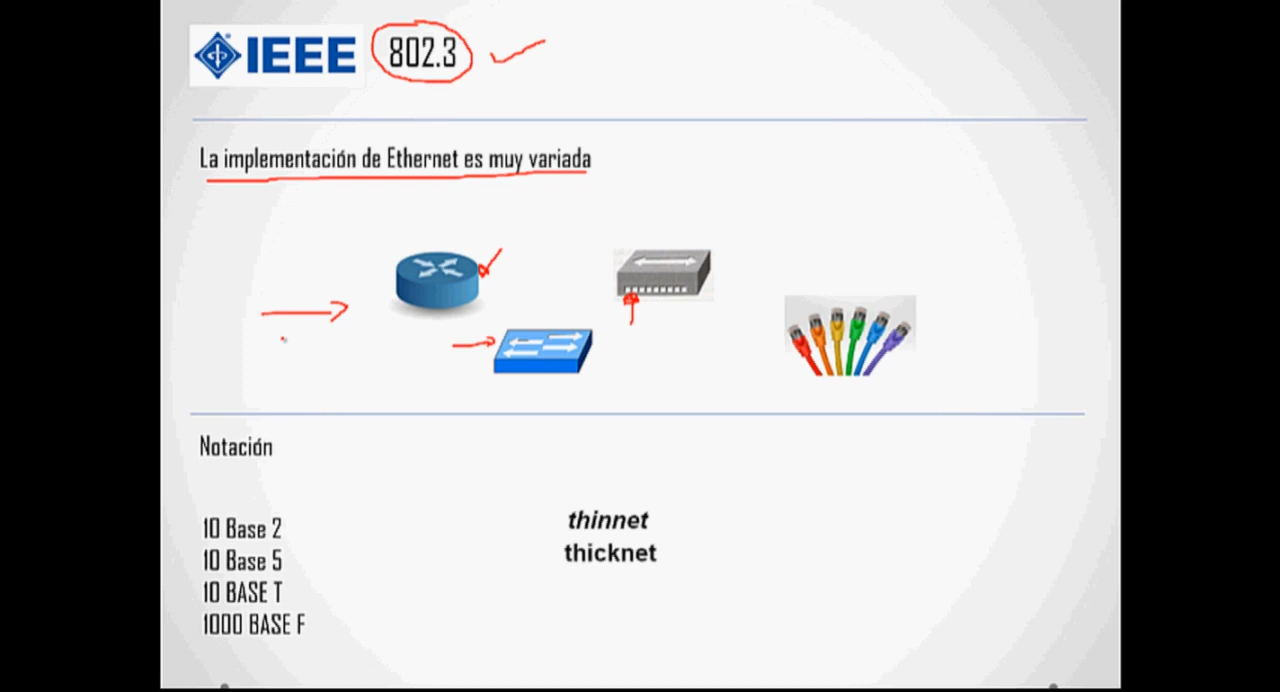 IEEE 802.3
La implementación de Ethernet es muy variada
Notación
10 Base 2
10 Base 5
10 BASE T
1000 BASE F
thinnet
thicknet